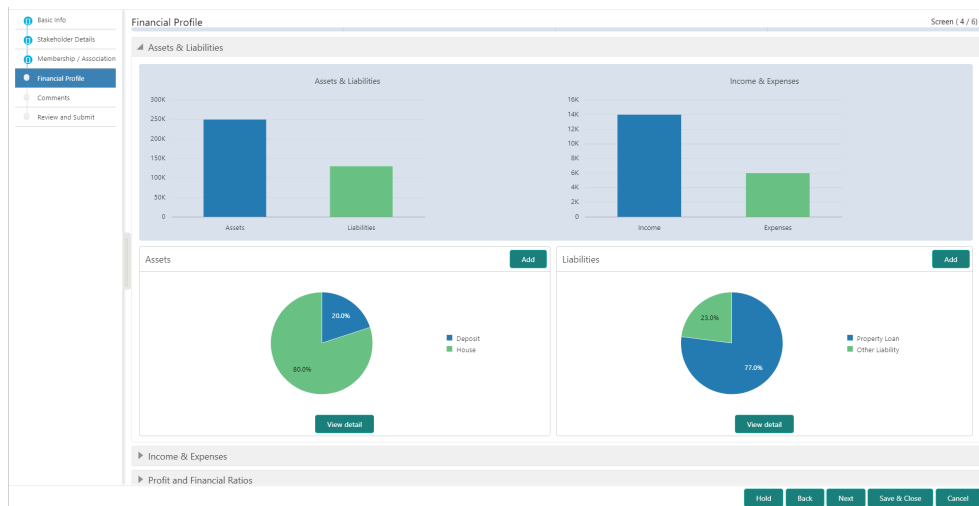 Basic Info
Stakeholder Details
Membership / Association
Financial Profile
Comments
Review and Submit
Financial Profile
Screen ( 4 / 6)
Assets & Liabilities
Assets & Liabilities
300K
250K
200K
150K
100K
50K
0
Assets
Liabilities
Income & Expenses
16K
14K
12K
10K
8K
6K
4K
2K
0
Income
Expenses
Assets
Add
20.0%
80.0%
Deposit
House
View detail
Liabilities
Add
23.0%
77.0%
Property Loan
Other Liability
View detail
Income & Expenses
Profit and Financial Ratios
Hold
Back
Next
Save & Close
Cancel